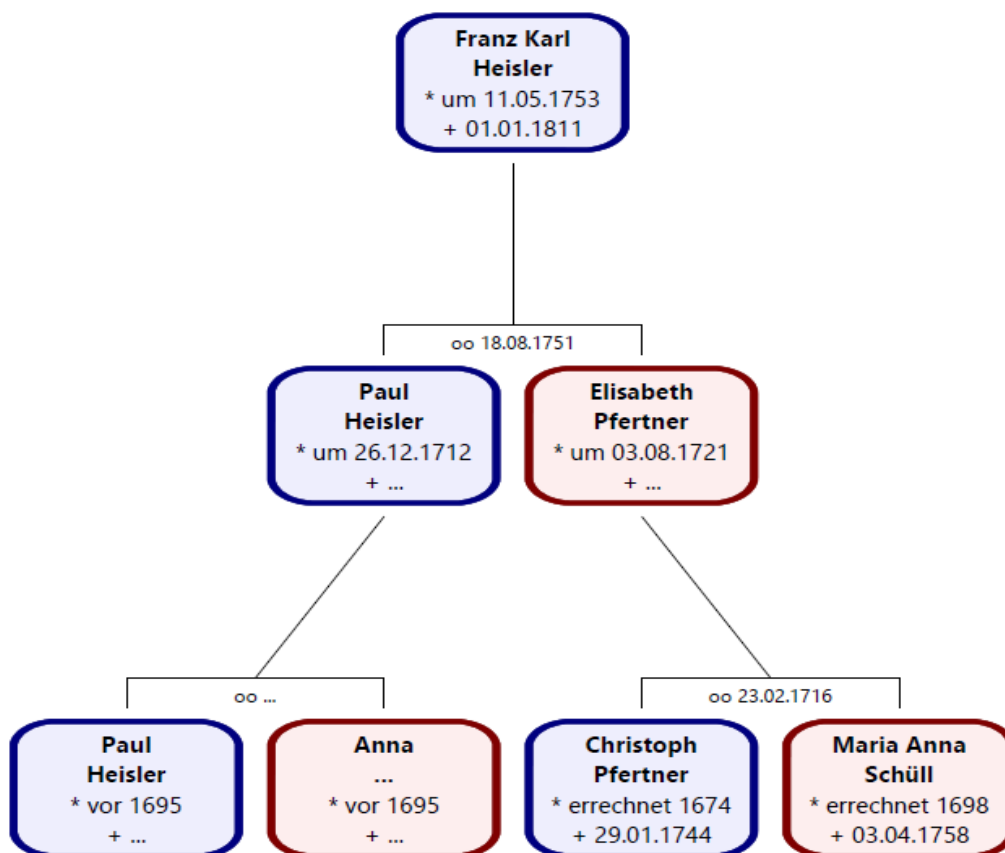 Franz Karl
Heisler
* um 11.05.1753
+ 01.01.1811
oo 18.08.1751
Paul
Heisler
* um 26.12.1712
+ ...
Elisabeth
Pfertner
* um 03.08.1721
+ ...
oo ...
oo 23.02.1716
Paul
Heisler
* vor 1695
+ ...
Anna
...
* vor 1695
+ ...
Christoph
Pfertner
* errechnet 1674
+ 29.01.1744
Maria Anna
Schüll
* errechnet 1698
+ 03.04.1758